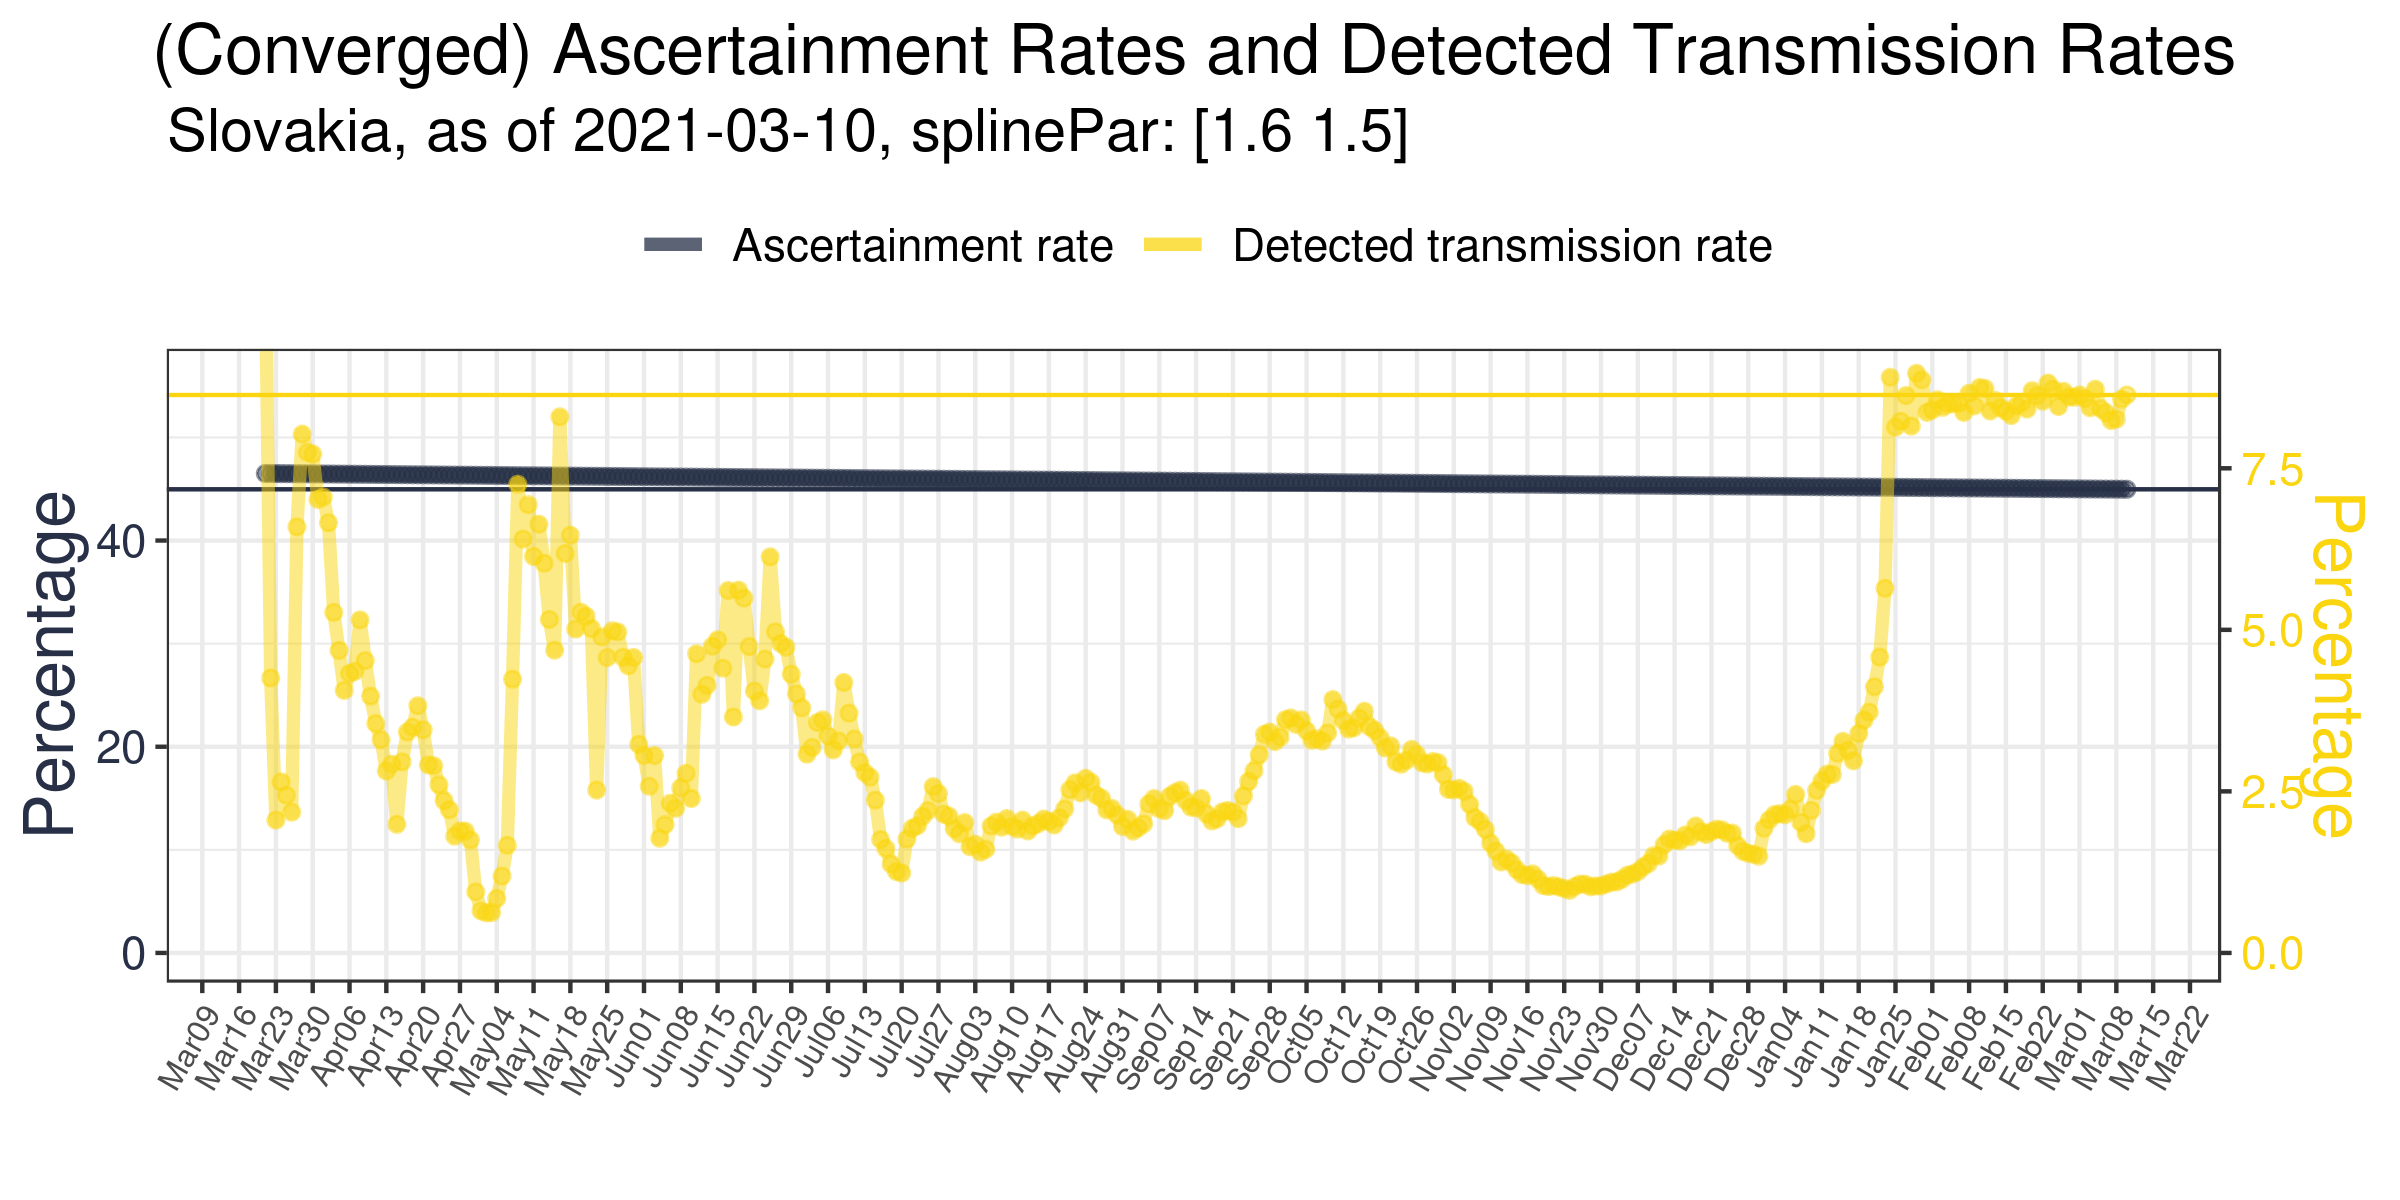 (Converged) Ascertainment Rates and Detected Transmission Rates
Slovakia, as of 2021-03-10, splinePar: [1.6 1.5]
Ascertainment rate
Detected transmission rate
Percentage
40
20
0
7.5
5.0
2.5
0.0
Percentage
Mar09
Mar16
Mar23
Mar30
Apr06
Apr13
Apr20
Apr27
May04
May11
May18
May25
Jun01
Jun08
Jun15
Jun22
Jun29
Jul06
Jul13
Jul20
Jul27
Aug03
Aug10
Aug17
Aug24
Aug31
Sep07
Sep14
Sep21
Sep28
Oct05
Oct12
Oct19
Oct26
Nov02
Nov09
Nov16
Nov23
Nov30
Dec07
Dec14
Dec21
Dec28
Jan04
Jan11
Jan18
Jan25
Feb01
Feb08
Feb15
Feb22
Mar01
Mar08
Mar15
Mar22